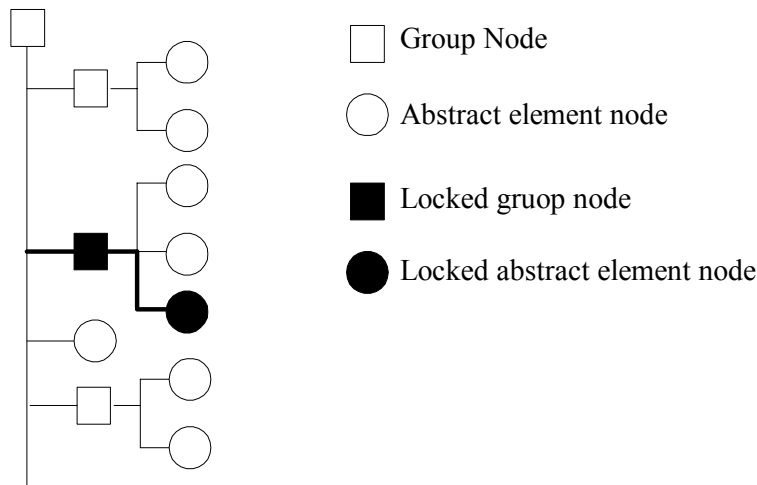 Group Node
Abstract element node
Locked gruop node
Locked abstract element node